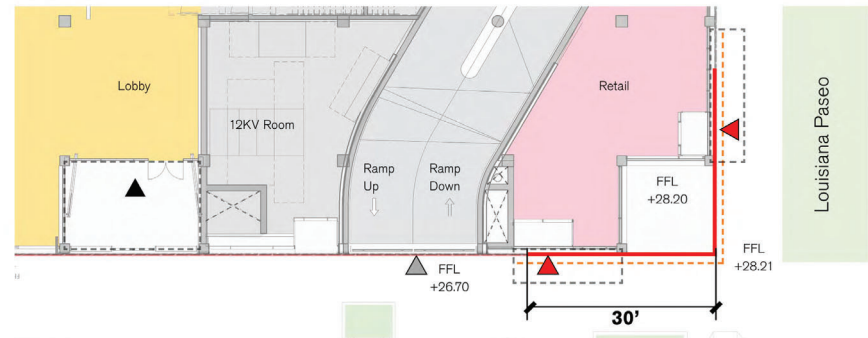 Lobby
12KV Room
Ramp
Up
Ramp
Down
Retail
FFL
+28.20
FFL
+28.21
FFL
+26.70
30'
Louisiana Paseo